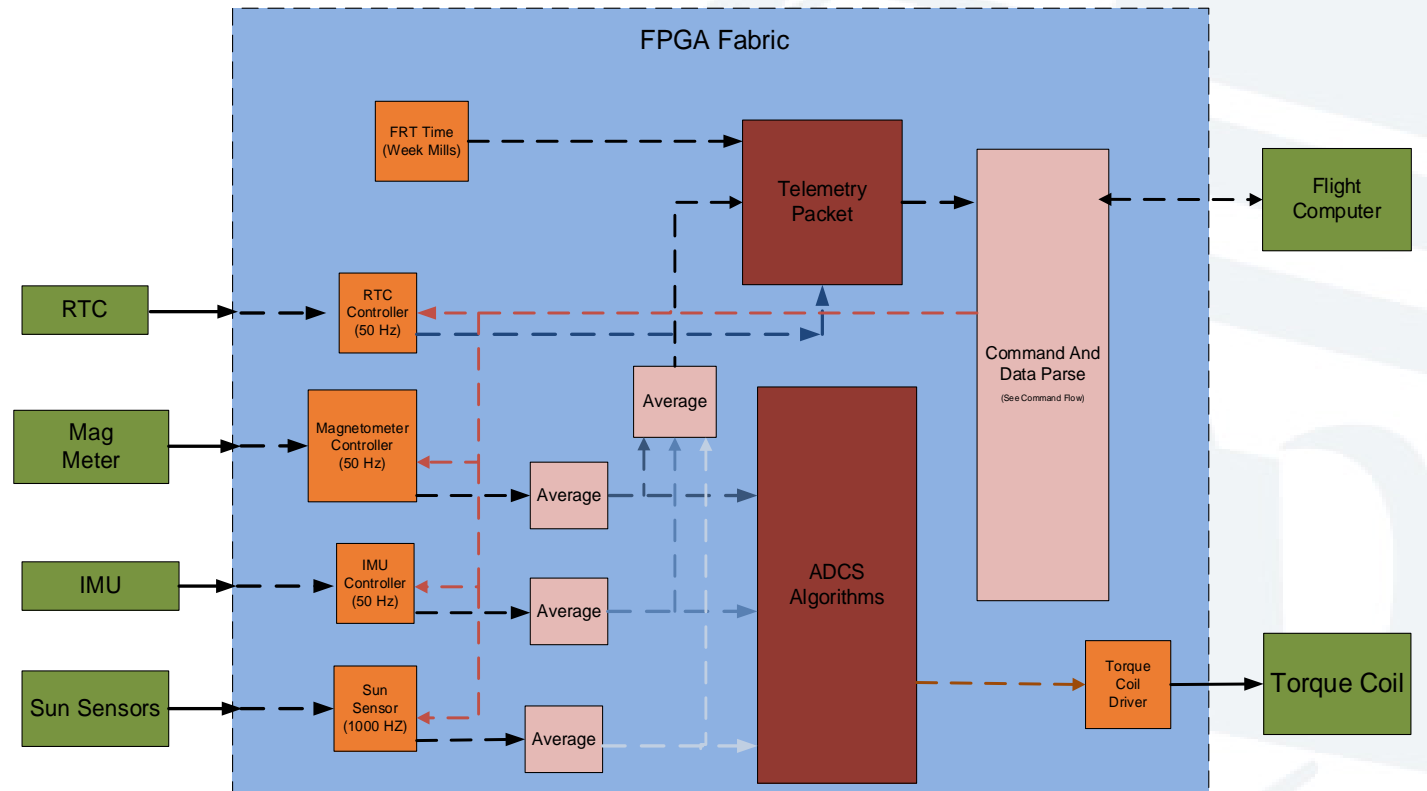 FPGA Fabric
FRT Time
(Week Mills)
Telemetry
Packet
Flight
Computer
RTC
RTC
Controller
(50 Hz)
Command And
Data Parse
(See Command Flow)
Average
Mag
Meter
Magnetometer
Controller
(50 Hz)
Average
ADCS
Algorithms
IMU
IMU
Controller
(50 Hz)
Average
Sun Sensors
Sun
Sensor
(1000 HZ)
Average
Torque
Coil
Driver
Torque Coil